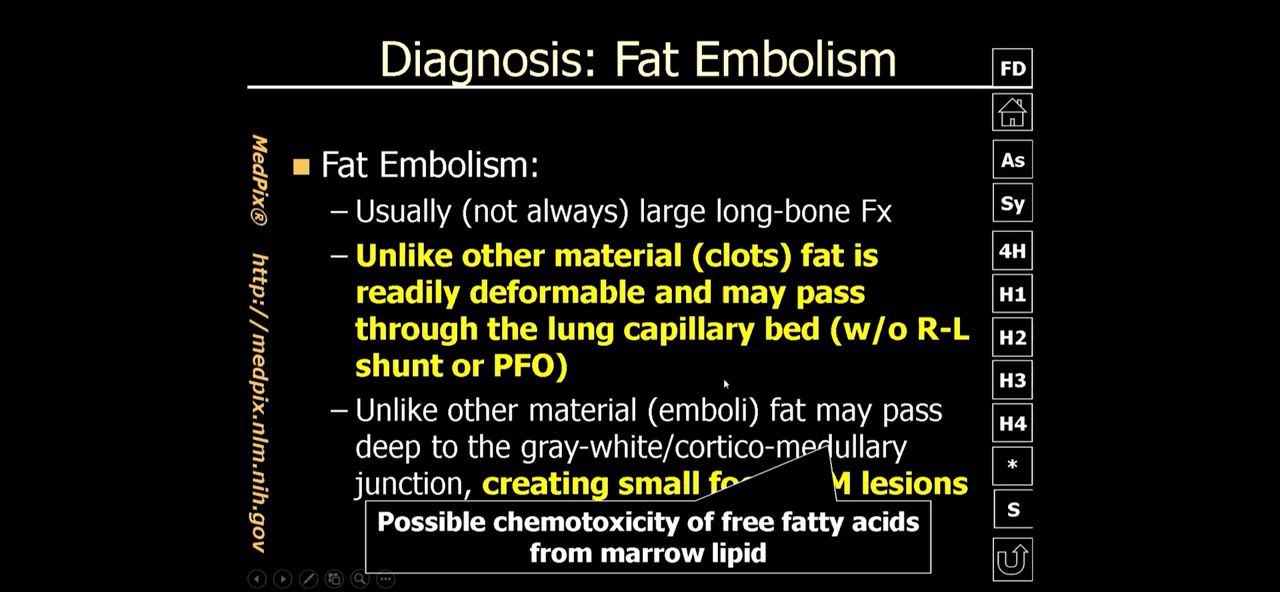 Diagnosis: Fat Embolism
MedPix® http://medpix.nlm.nih.gov
Fat Embolism:
– Usually (not always) large long-bone Fx
– Unlike other material (clots) fat is
readily deformable and may pass
through the lung capillary bed (w/o R-L
shunt or PFO)
– Unlike other material (emboli) fat may pass
deep to the gray-white/cortico-medullary
junction, creating small lesions
Possible chemotoxicity of free fatty acids
from marrow lipid
FD
As
Sy
4H
H1
H2
H3
H4
*
S